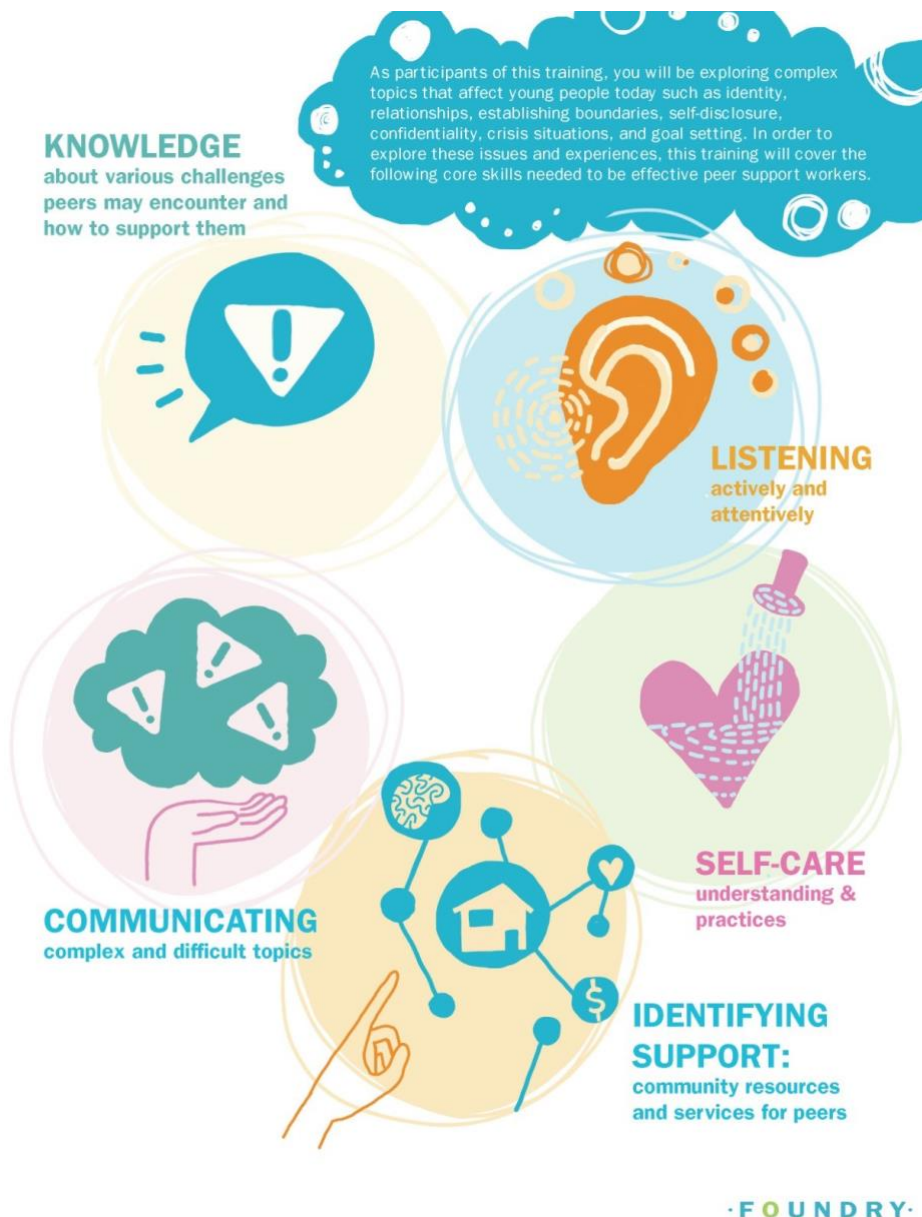 As participants of this training, you will be exploring complex
topics that affect young people today such as identity,
relationships, establishing boundaries, self-disclosure,
confidentiality, crisis situations, and goal setting. In order to
explore these issues and experiences, this training will cover the
following core skills needed to be effective peer support workers.
KNOWLEDGE
about various challenges
peers may encounter and
how to support them
LISTENING
actively and
attentively
SELF-CARE
understanding &
practices
COMMUNICATING
complex and difficult topics
IDENTIFYING
SUPPORT:
community resources
and services for peers
·FOUNDRY·